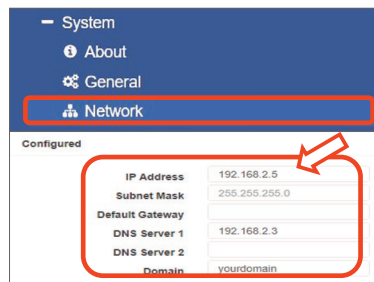 System
About
General
Network
Configured
IP Address 192.168.2.5
Subnet Mask 255.255.255.0
Default Gateway
DNS Server 1 192.168.2.3
DNS Server 2
Domain yourdomain